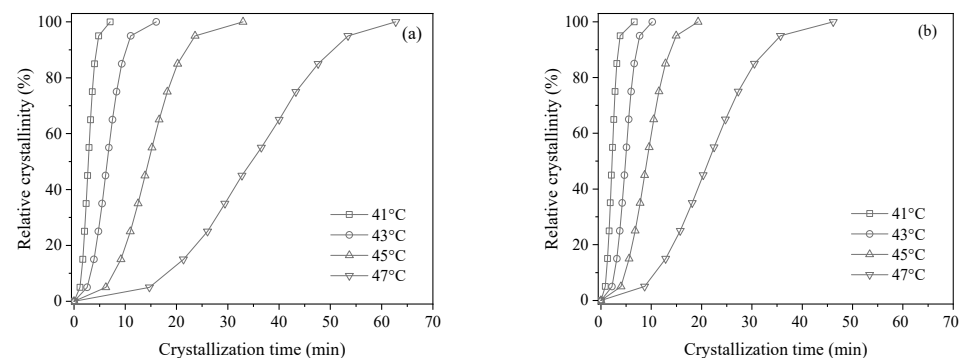 100
80
60
40
20
0
Relative crystallinity (%)
(a)
41°C
43°C
45°C
47°C
0 10 20 30 40 50 60 70
Crystallization time (min)
100
80
60
40
20
0
Relative crystallinity (%)
(b)
41°C
43°C
45°C
47°C
0 10 20 30 40 50 60 70
Crystallization time (min)